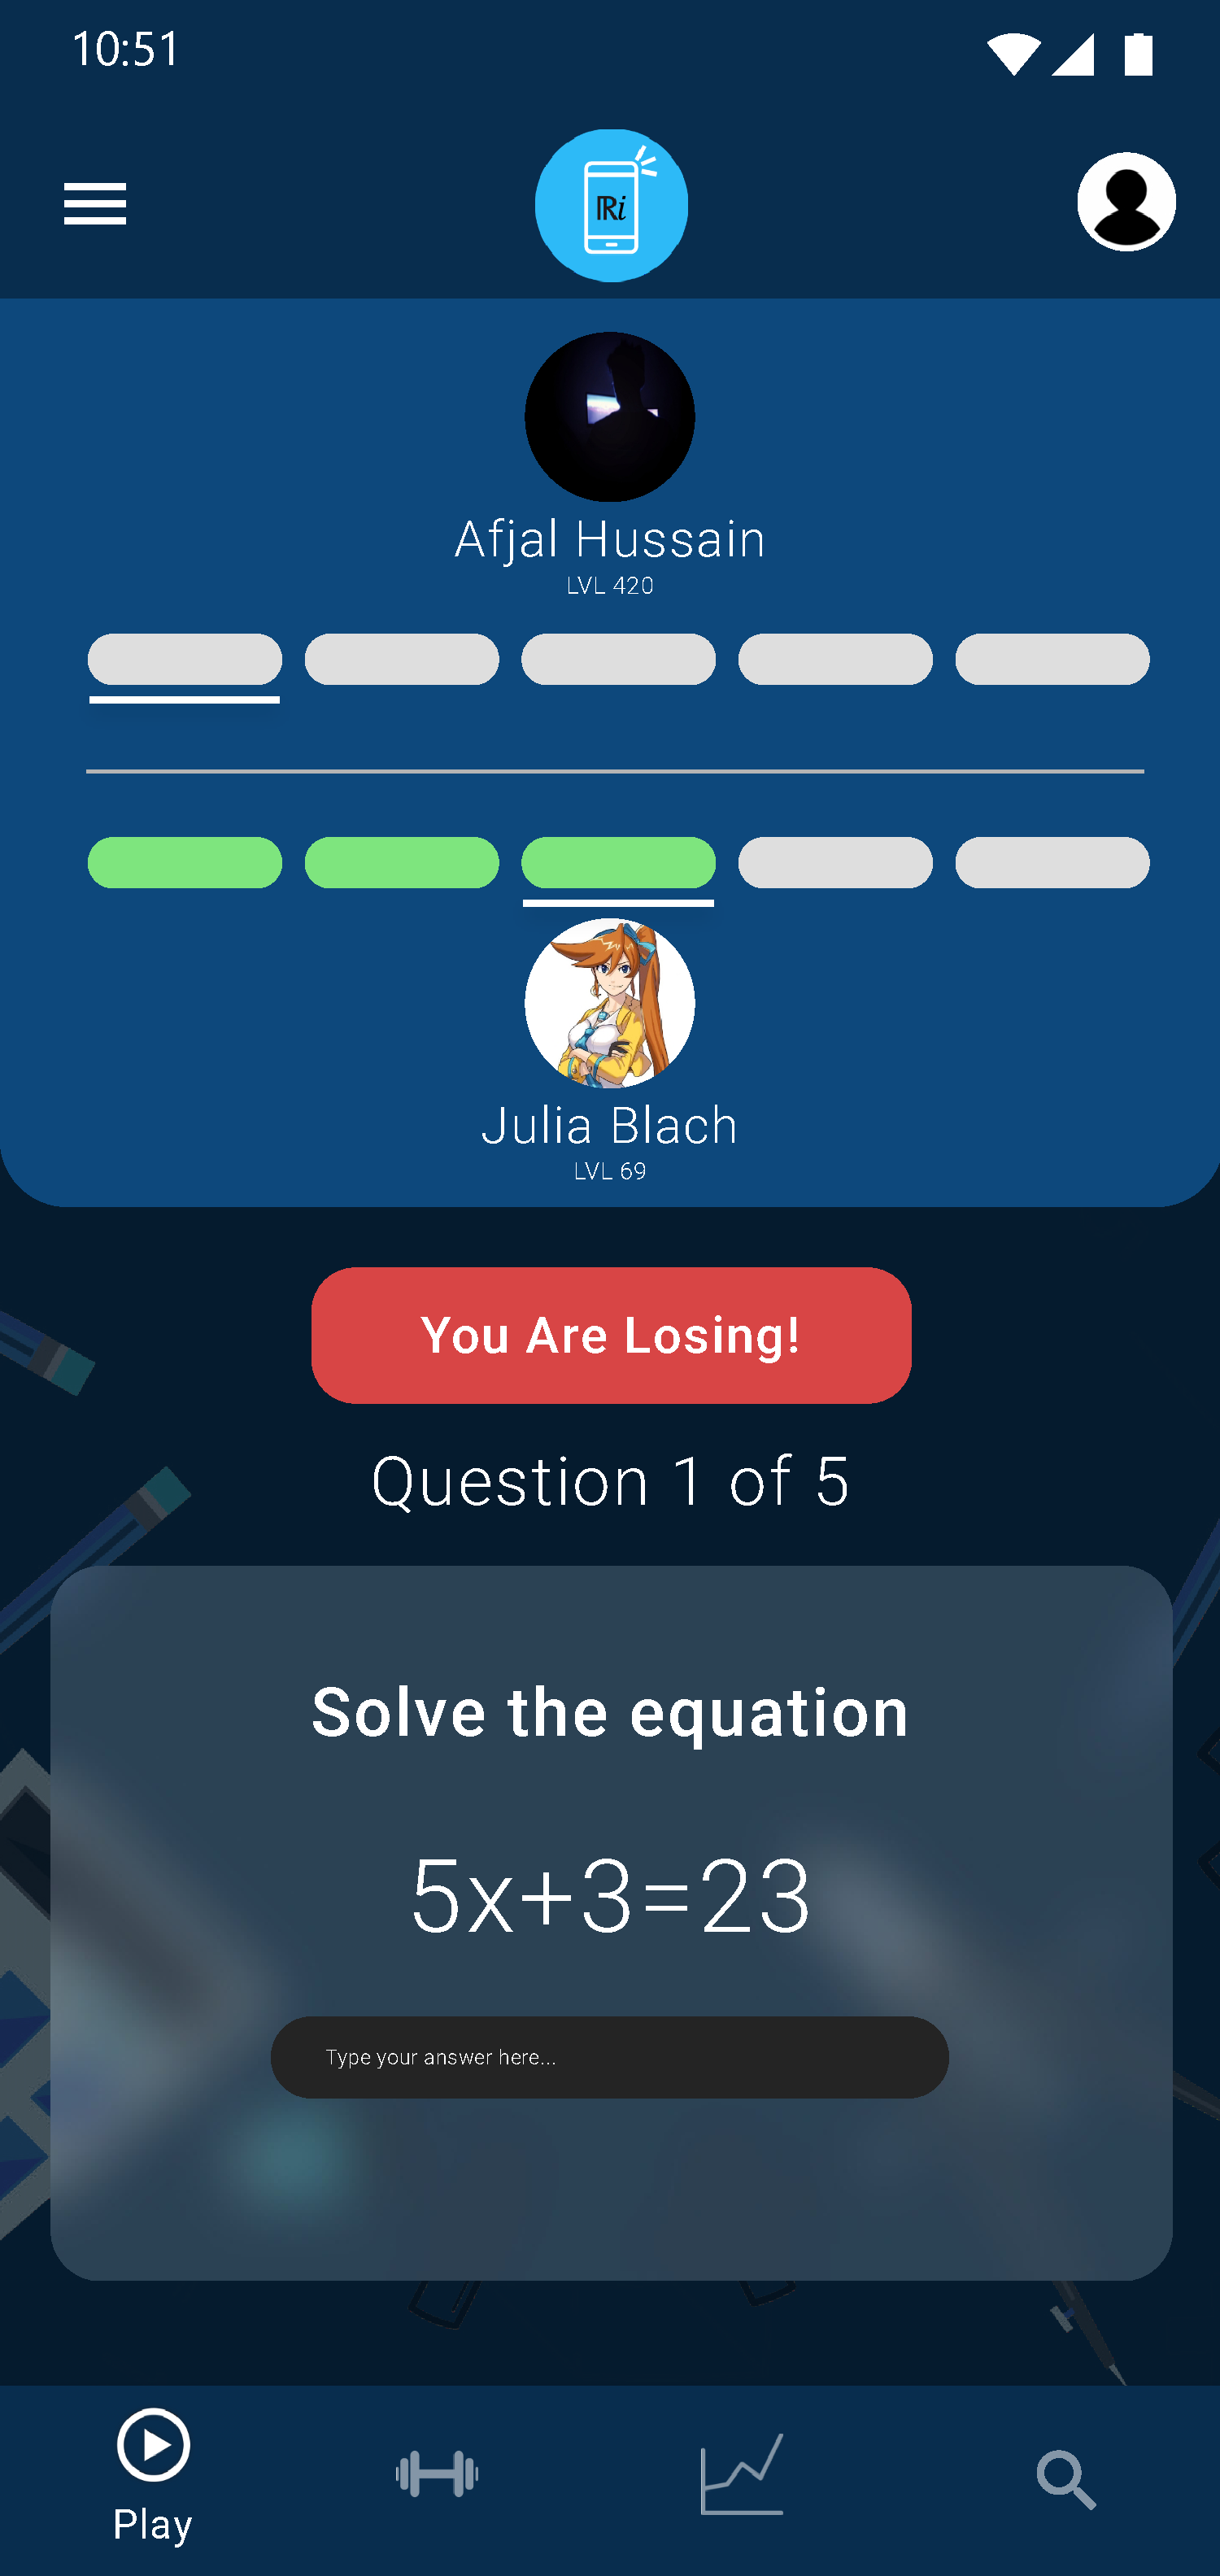 10:51
Ri
Afjal Hussain
LVL 420
Julia Blach
LVL 69
You Are Losing!
Question 1 of 5
Solve the equation
5x+3=23
Type your answer here...
Play